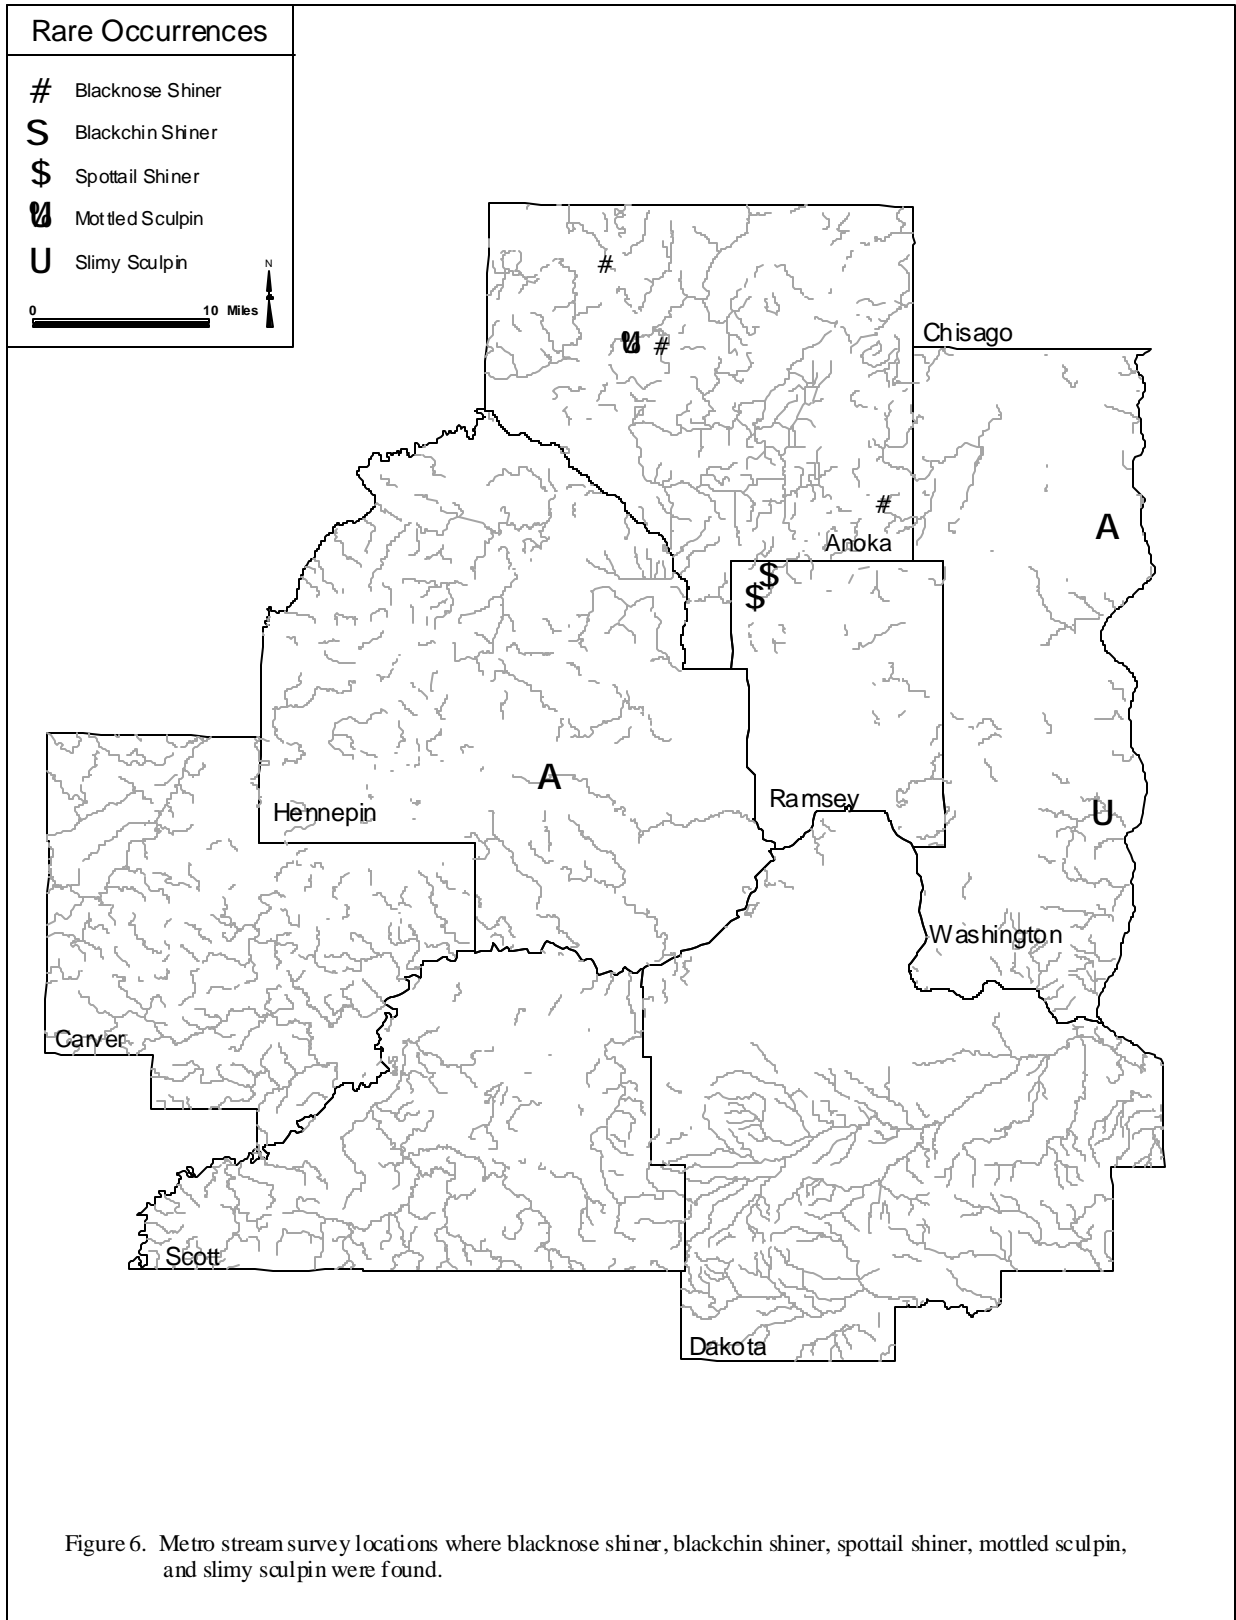 Rare Occurrences
# Blacknose Shiner
S Blackchin Shiner
$ Spottail Shiner
Mottled Sculpin
U Slimy Sculpin
N
0 10 Miles
#
#
Chisago
#
A
Anoka
$
$
A
Hennepin
Ramsey
U
Washington
Carver
Scott
Dakota
Figure 6. Metro stream survey locations where blacknose shiner, blackchin shiner, spottail shiner, mottled sculpin,
and slimy sculpin were found.